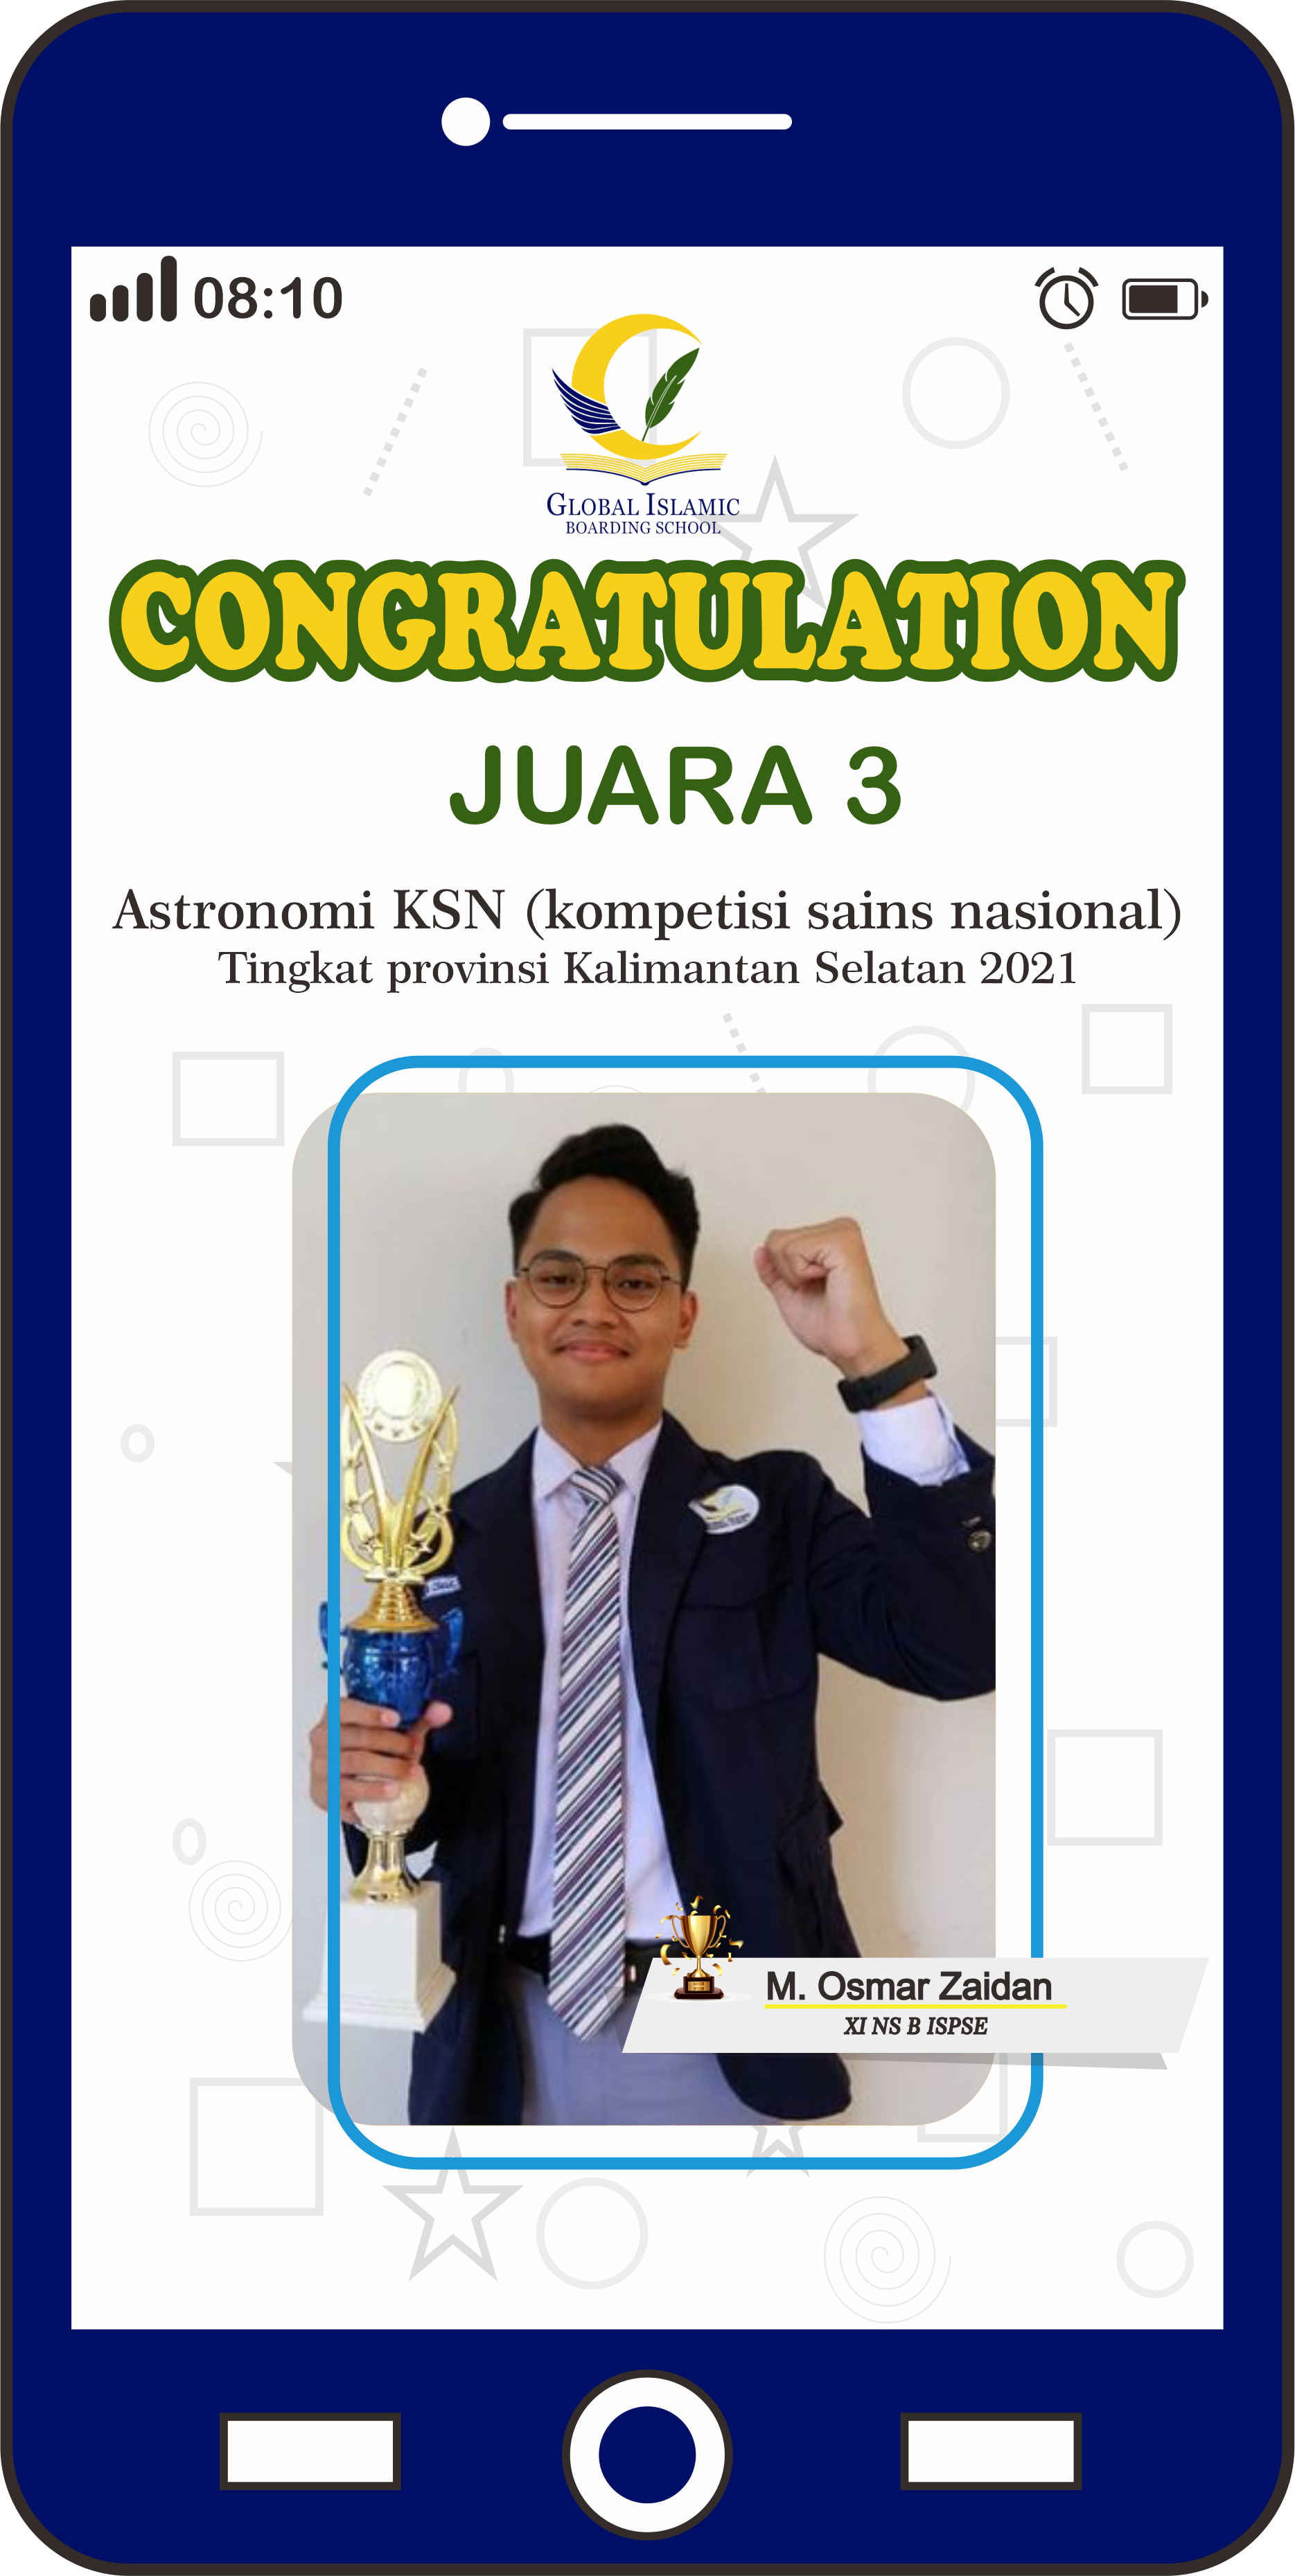 08:10
GLOBAL ISLAMIC
BOARDING SCHOOL
CONGRATULATION
JUARA 3
Astronomi KSN (kompetisi sains nasional)
Tingkat provinsi Kalimantan Selatan 2021
M. Osmar Zaidan
XI NS B ISPSE